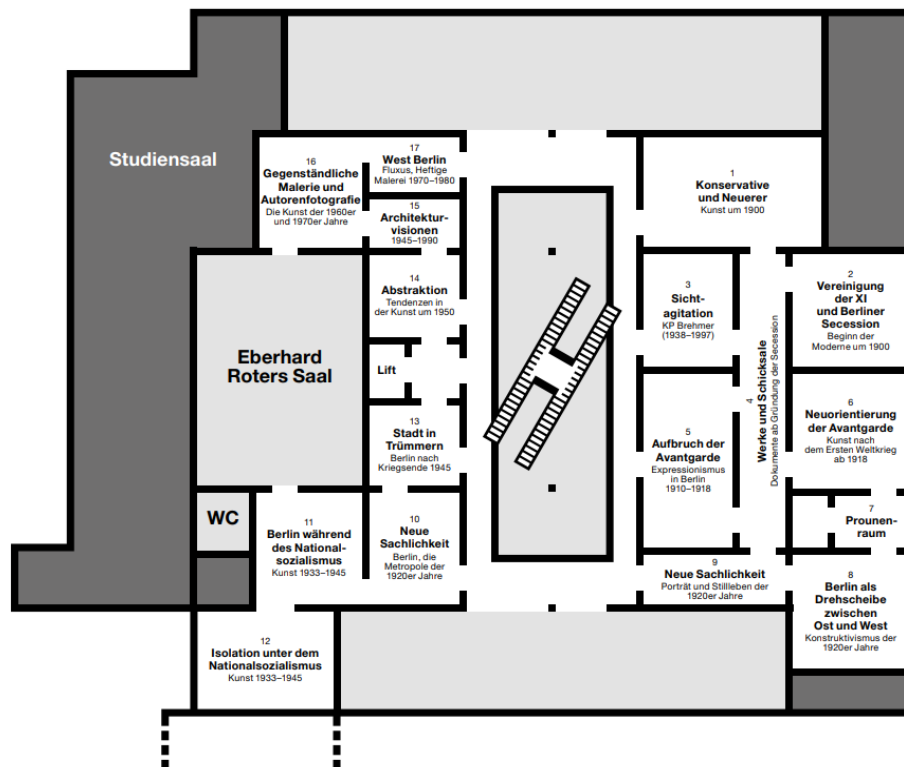 Studiensaal
16
Gegenständliche
Malerie und
Autorenfotografie
Die Kunst der 1960er
und 1970er Jahre
17
West Berlin
Fluxus, Heftige
Malerei 1970–1980
15
Architektur-
visionen
1945–1990
14
Abstraktion
Tendenzen in
der Kunst um 1950
Eberhard
Roters Saal
Lift
13
Stadt in
Trümmern
Berlin nach
Kriegsende 1945
WC
11
Berlin während
des National-
sozialismus
Kunst 1933–1945
10
Neue
Sachlichkeit
Berlin, die
Metropole der
1920er Jahre
12
Isolation unter dem
Nationalsozialismus
Kunst 1933–1945
1
Konservative
und Neuerer
Kunst um 1900
3
Sicht-
agitation
KP Brehmer
(1938–1997)
2
Vereinigung
der XI
und Berliner
Secession
Beginn der
Moderne um 1900
4
Werke und Schicksale
Dokumente ab Gründung der Secession
5
Aufbruch der
Avantgarde
Expressionismus
in Berlin
1910–1918
6
Neuorientierung
der Avantgarde
Kunst nach
dem Ersten Weltkrieg
ab 1918
7
Prounen-
raum
9
Neue Sachlichkeit
Porträt und Stillleben der
1920er Jahre
8
Berlin als
Drehscheibe
zwischen
Ost und West
Konstruktivismus der
1920er Jahre